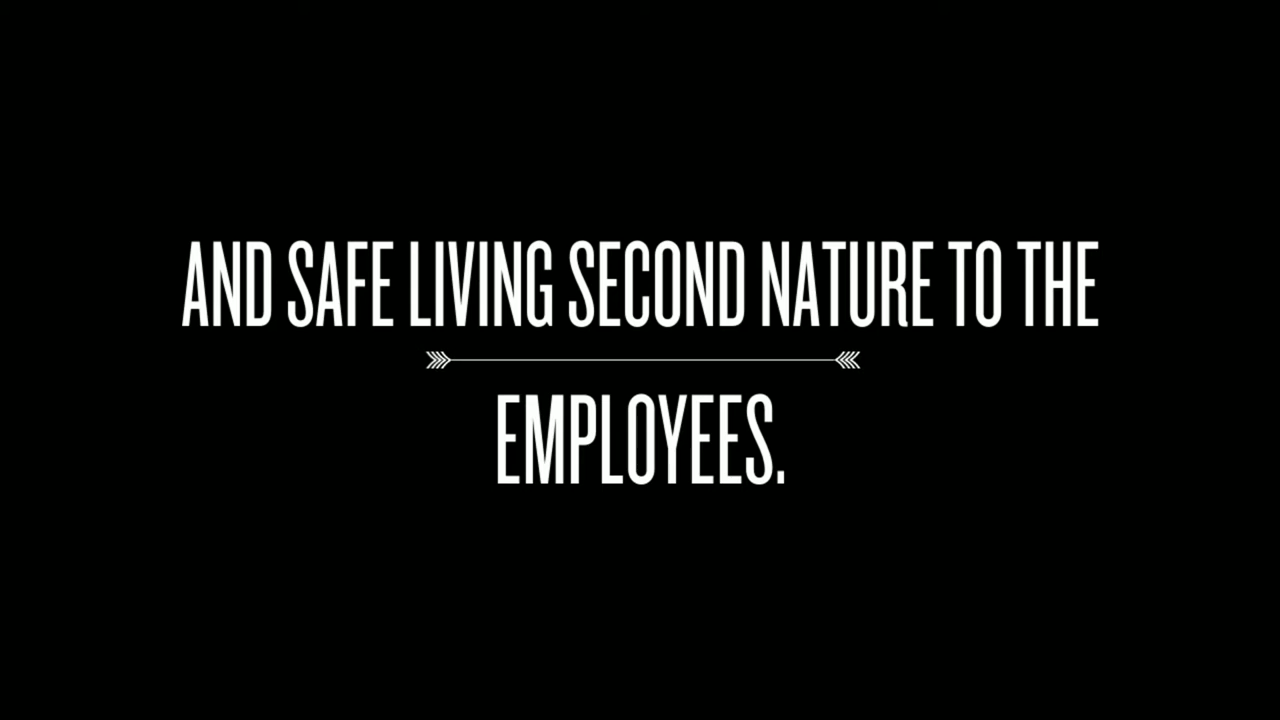 AND SAFE LIVING SECOND NATURE TO THE
EMPLOYEES.